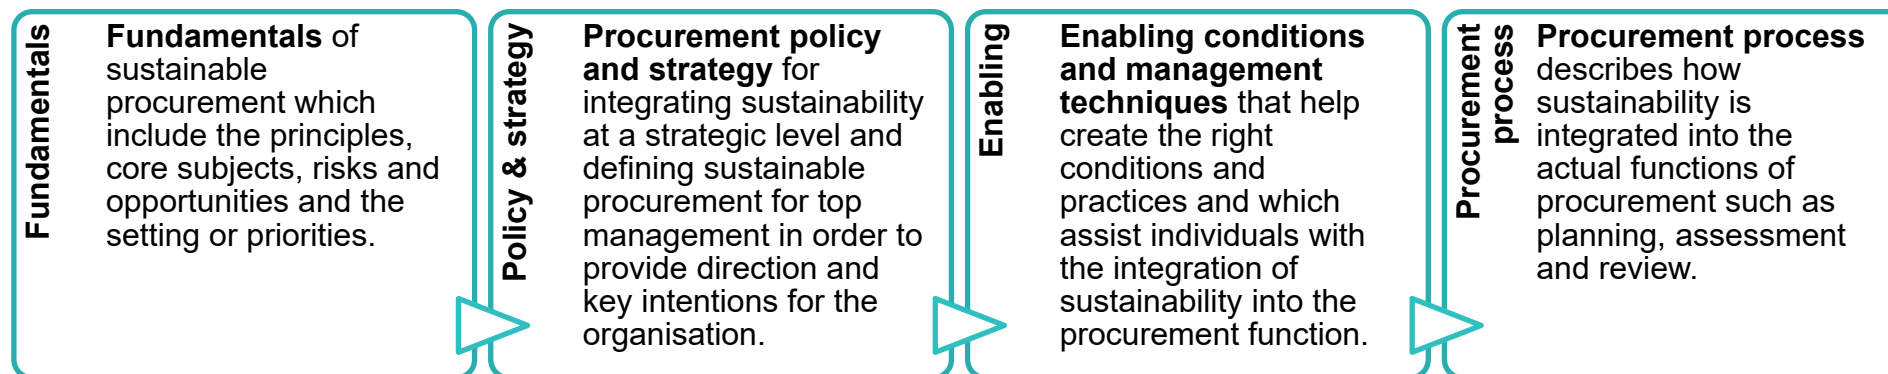 Fundamentals
Fundamentals of
sustainable
procurement which
include the principles,
core subjects, risks and
opportunities and the
setting or priorities.
Policy & strategy
Procurement policy
and strategy for
integrating sustainability
at a strategic level and
defining sustainable
procurement for top
management in order to
provide direction and
key intentions for the
organisation.
Enabling
Enabling conditions
and management
techniques that help
create the right
conditions and
practices and which
assist individuals with
the integration of
sustainability into the
procurement function.
Procurement
process
Procurement process
describes how
sustainability is
integrated into the
actual functions of
procurement such as
planning, assessment
and review.